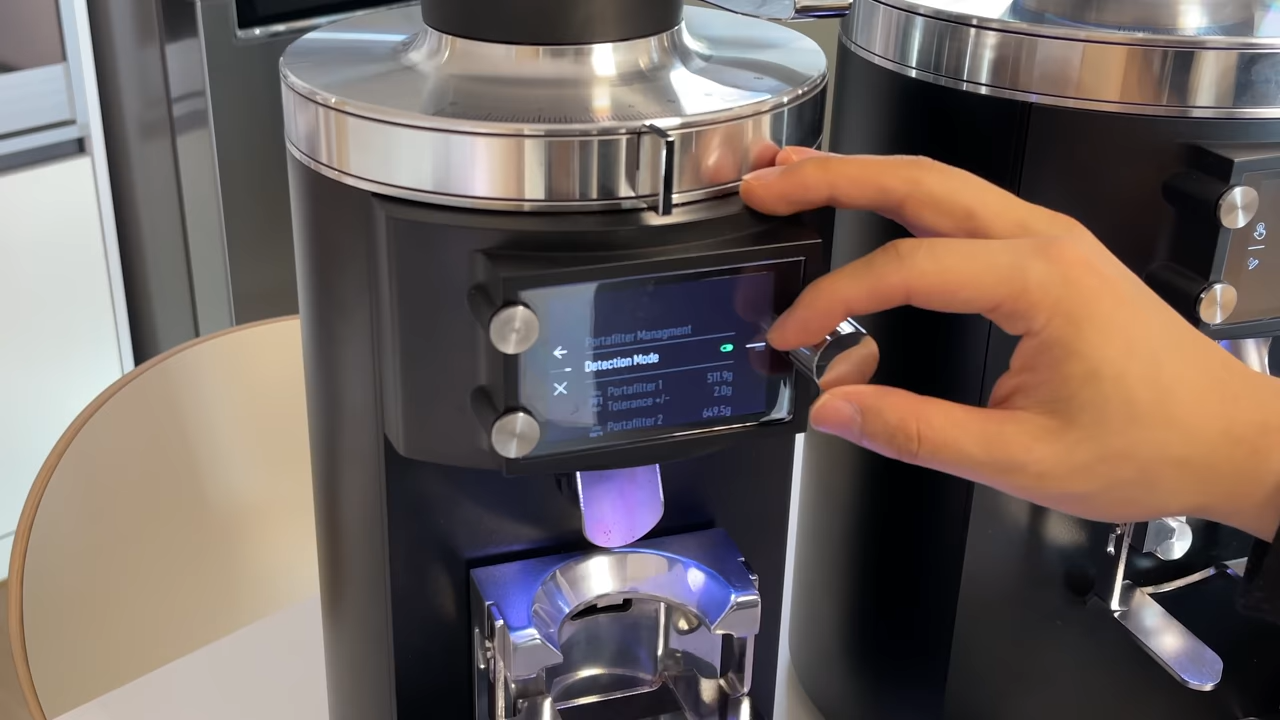 Portafilter Managment
Detection Mode
Portafilter 1 511.9g
Tolerance +/- 2.0g
Portafilter 2 649.5g